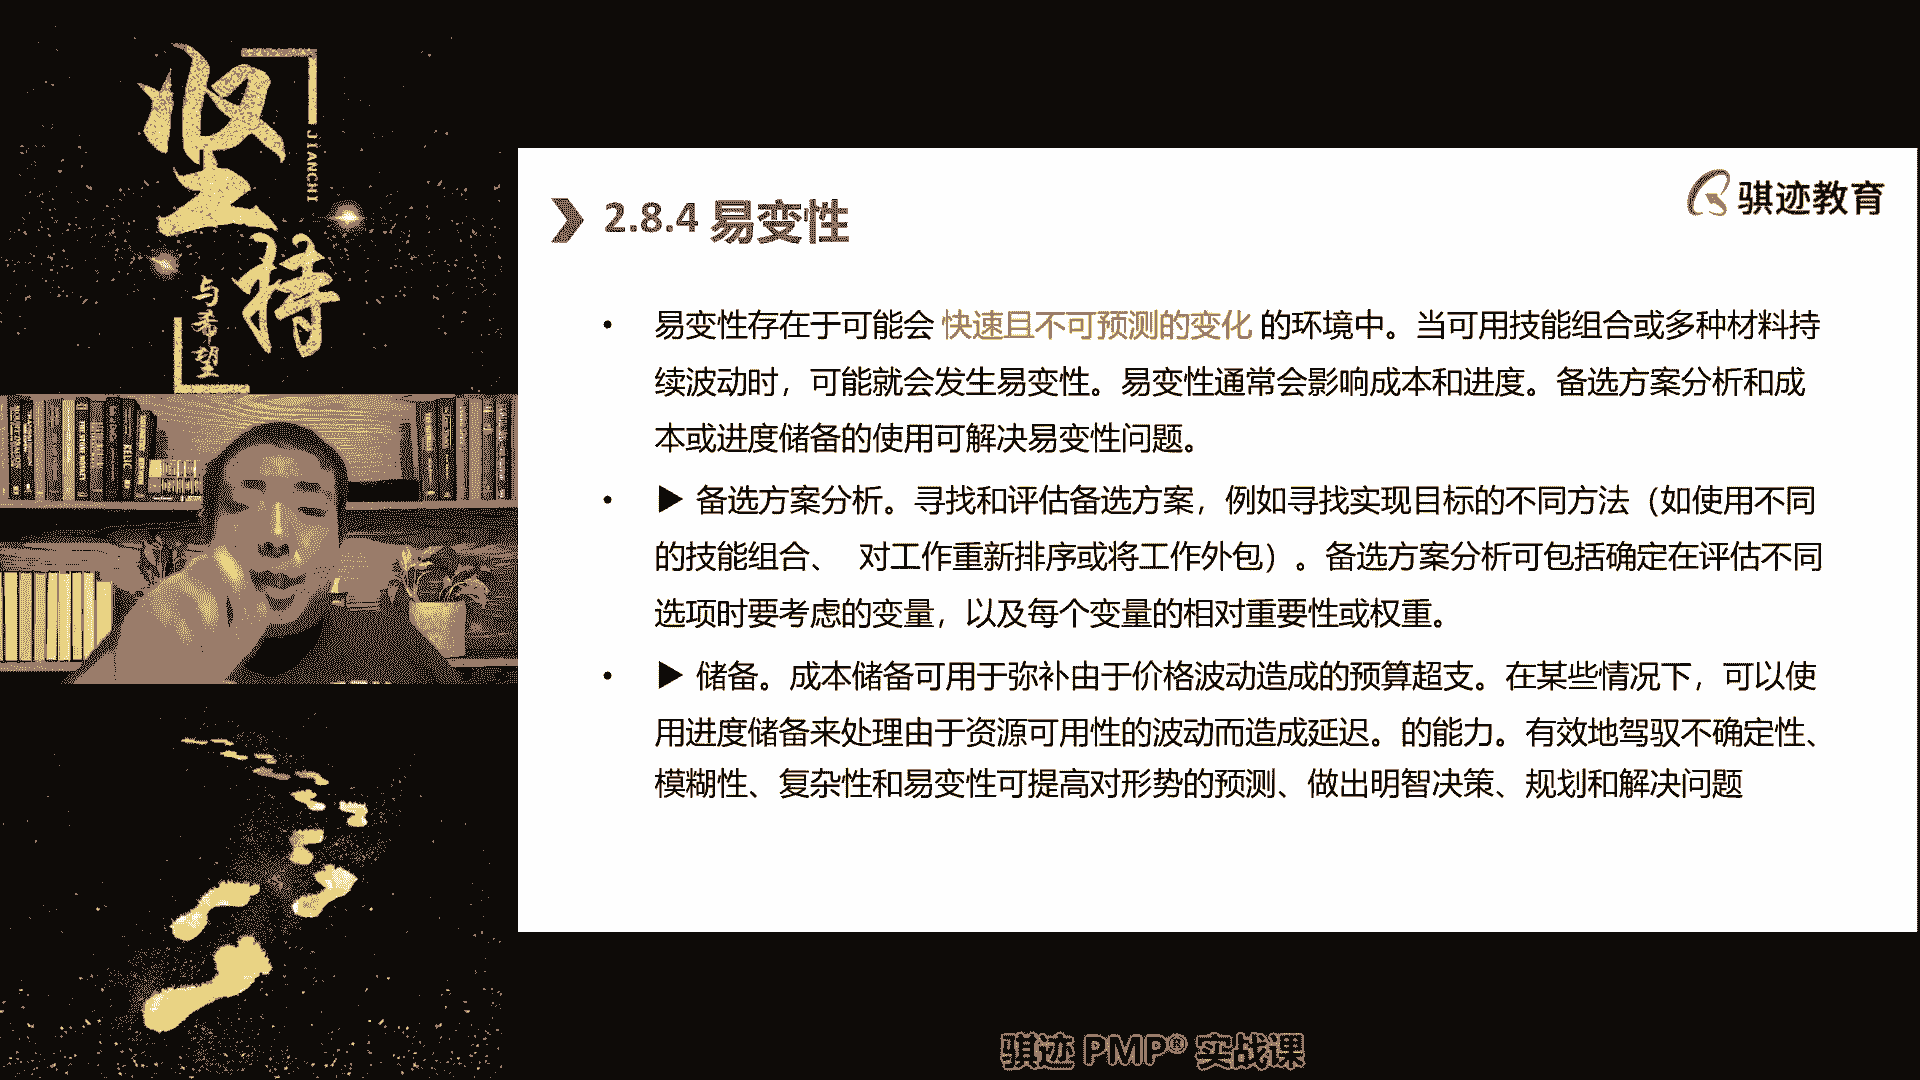 坚持
JIANCHI
与希望
骐迹教育
2.8.4 易变性
• 易变性存在于可能会 快速且不可预测的变化 的环境中。当可用技能组合或多种材料持
续波动时，可能就会发生易变性。易变性通常会影响成本和进度。备选方案分析和成
本或进度储备的使用可解决易变性问题。
• ▶ 备选方案分析。寻找和评估备选方案，例如寻找实现目标的不同方法（如使用不同
的技能组合、 对工作重新排序或将工作外包）。备选方案分析可包括确定在评估不同
选项时要考虑的变量，以及每个变量的相对重要性或权重。
• ▶ 储备。成本储备可用于弥补由于价格波动造成的预算超支。在某些情况下，可以使
用进度储备来处理由于资源可用性的波动而造成延迟。的能力。有效地驾驭不确定性、
模糊性、复杂性和易变性可提高对形势的预测、做出明智决策、规划和解决问题
骐迹 PMP® 实战课